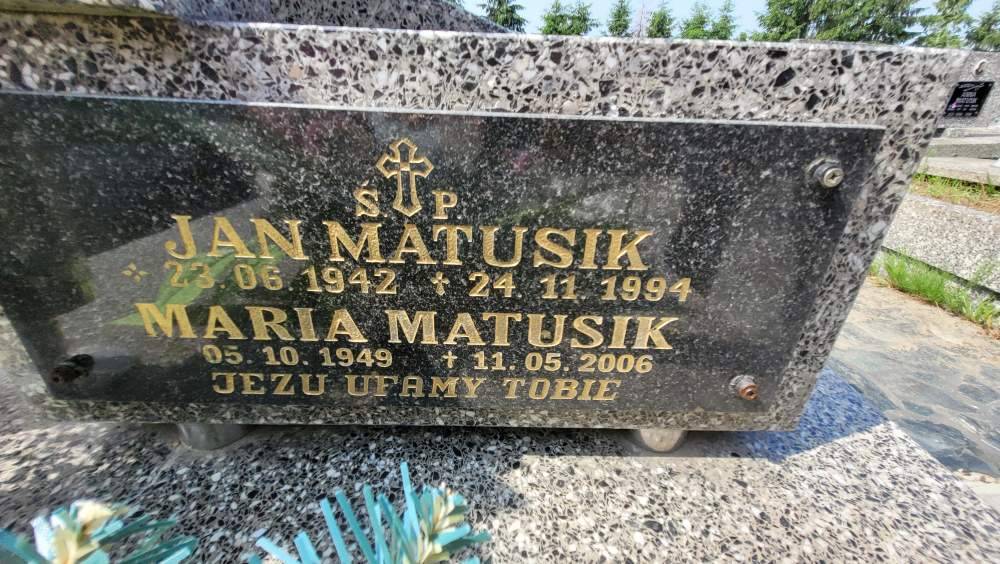 Ś P
JAN MATUSIK
23.06.1942 + 24.11.1994
MARIA MATUSIK
05.10.1949 + 11.05.2006
JEZU UFAMY TOBIE
MATUSIK